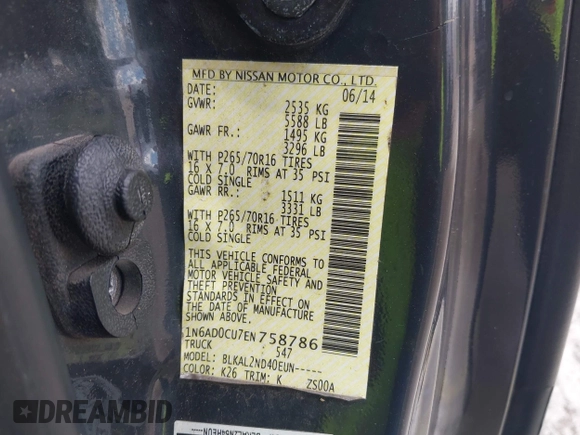 MFD BY NISSAN MOTOR CO., LTD.
DATE: 06/14
GVWR: 2535 KG
5588 LB
GAWR FR.: 1495 KG
3296 LB
WITH P265/70R16 TIRES
16 X 7.0 RIMS AT 35 PSI
COLD SINGLE
GAWR RR.: 1511 KG
3331 LB
WITH P265/70R16 TIRES
16 X 7.0 RIMS AT 35 PSI
COLD SINGLE
THIS VEHICLE CONFORMS TO
ALL APPLICABLE FEDERAL
MOTOR VEHICLE SAFETY AND
THEFT PREVENTION
STANDARDS IN EFFECT ON
THE DATE OF MANUFACTURE
SHOWN ABOVE.
1N6AD0CU7EN758786
TRUCK 547
MODEL: BLKAL2ND40EUN-----
COLOR: K26 TRIM: K ZS00A
DREAMBID
DON'T DREAM. BID!